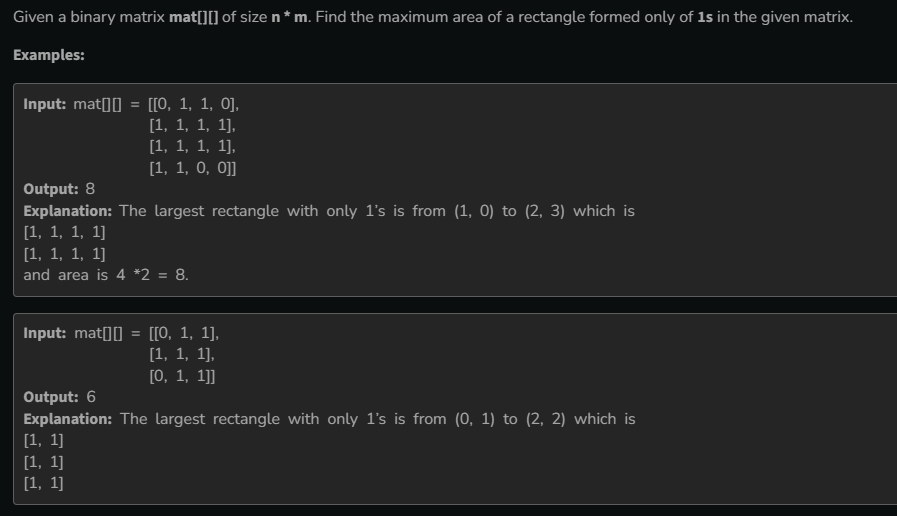 Given a binary matrix mat[][] of size n * m. Find the maximum area of a rectangle formed only of 1s in the given matrix.
Examples:
Input: mat[][] = [[0, 1, 1, 0],
[1, 1, 1, 1],
[1, 1, 1, 1],
[1, 1, 0, 0]]
Output: 8
Explanation: The largest rectangle with only 1's is from (1, 0) to (2, 3) which is
[1, 1, 1, 1]
[1, 1, 1, 1]
and area is 4 *2 = 8.
Input: mat[][] = [[0, 1, 1],
[1, 1, 1],
[0, 1, 1]]
Output: 6
Explanation: The largest rectangle with only 1's is from (0, 1) to (2, 2) which is
[1, 1]
[1, 1]
[1, 1]